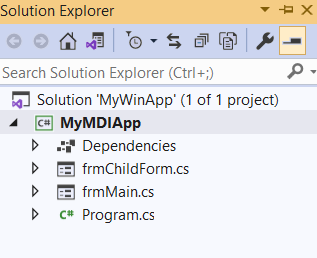 Solution Explorer
Search Solution Explorer (Ctrl+;)
Solution 'MyWinApp' (1 of 1 project)
C# MyMDIApp
Dependencies
frmChildForm.cs
frmMain.cs
C# Program.cs